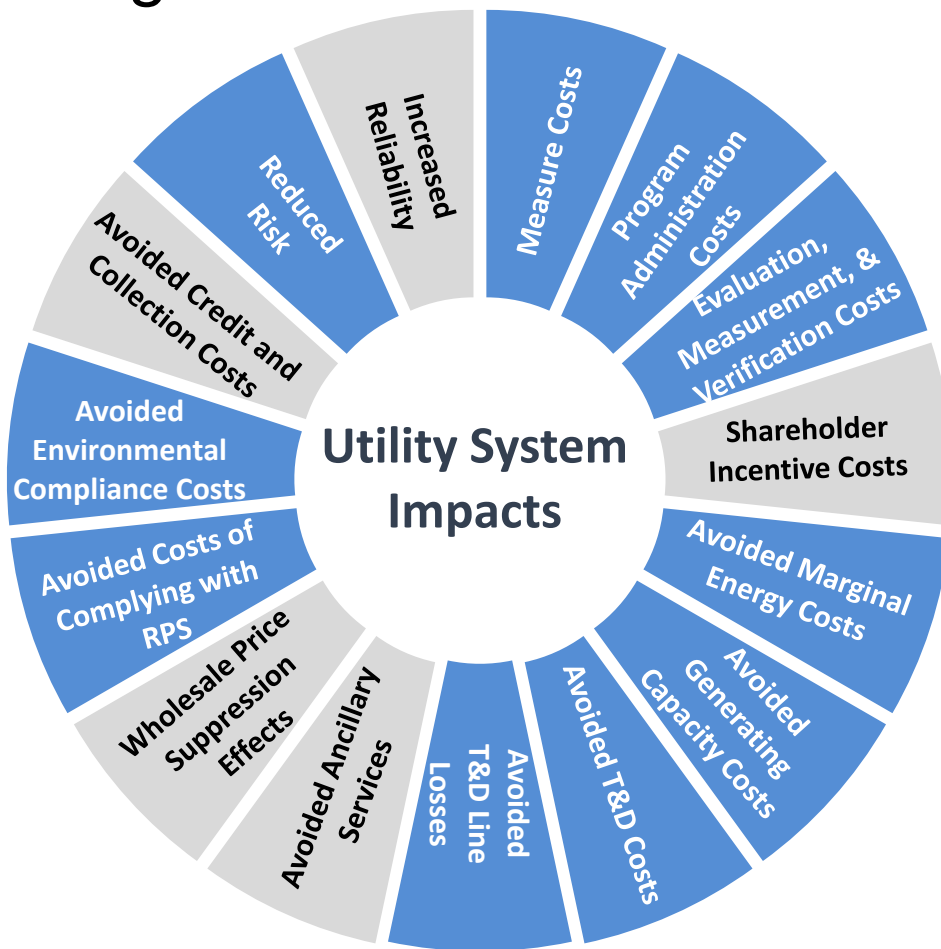 Utility System
Impacts
Measure Costs
Program
Administration
Costs
Evaluation,
Measurement, &
Verification Costs
Shareholder
Incentive Costs
Avoided Marginal
Energy Costs
Avoided
Generating
Capacity Costs
Avoided T&D Costs
Avoided
T&D Line
Losses
Avoided Ancillary
Services
Wholesale Price
Suppression
Effects
Avoided Costs of
Complying with
RPS
Avoided
Environmental
Compliance Costs
Avoided Credit and
Collection Costs
Reduced
Risk
Increased
Reliability